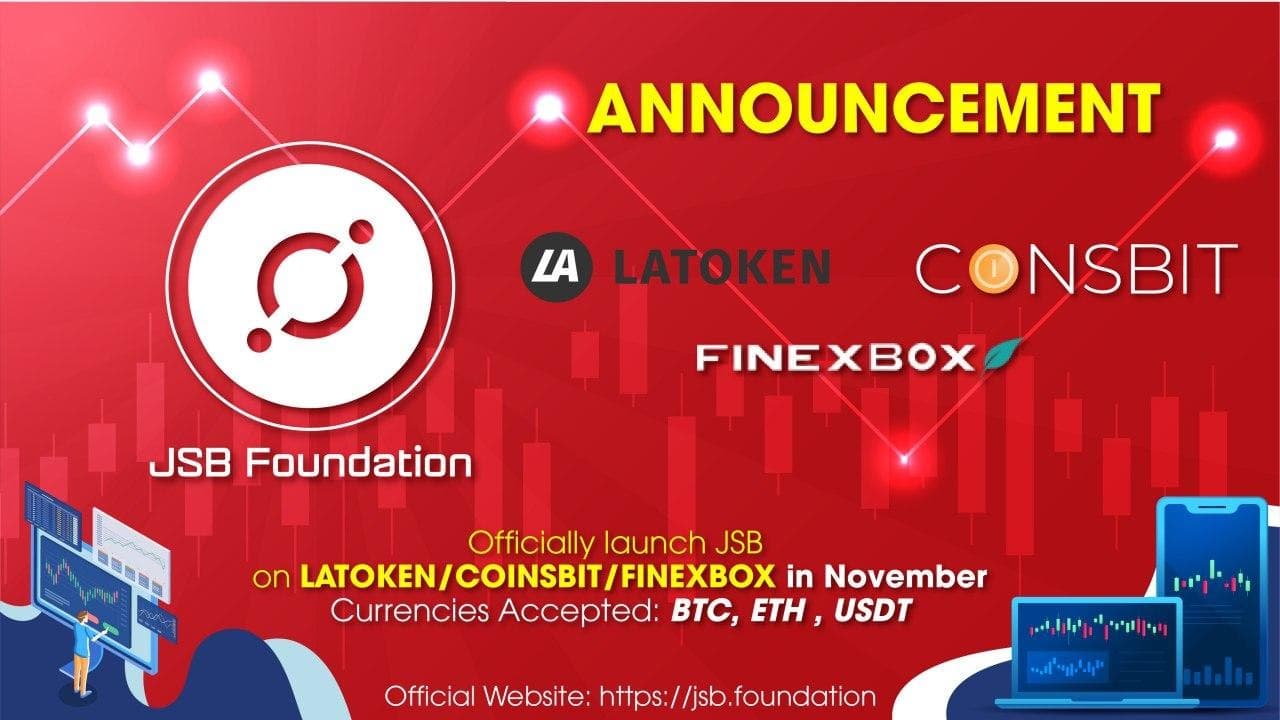 ANNOUNCEMENT
LA LATOKEN
COINSBIT
FINEXBOX
JSB Foundation
Officially launch JSB
on LATOKEN/COINSBIT/FINEXBOX in November
Currencies Accepted: BTC, ETH , USDT
Official Website: https://jsb.foundation